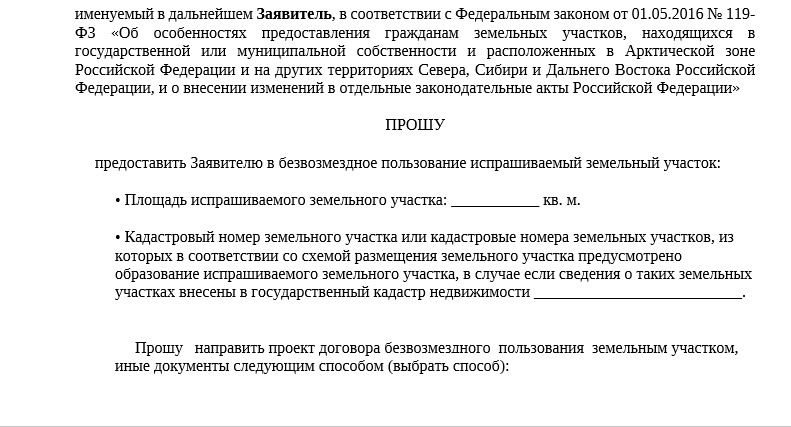 именуемый в дальнейшем Заявитель, в соответствии с Федеральным законом от 01.05.2016 № 119-
ФЗ «Об особенностях предоставления гражданам земельных участков, находящихся в
государственной или муниципальной собственности и расположенных в Арктической зоне
Российской Федерации и на других территориях Севера, Сибири и Дальнего Востока Российской
Федерации, и о внесении изменений в отдельные законодательные акты Российской Федерации»
ПРОШУ
предоставить Заявителю в безвозмездное пользование испрашиваемый земельный участок:
• Площадь испрашиваемого земельного участка: ___________ кв. м.
• Кадастровый номер земельного участка или кадастровые номера земельных участков, из
которых в соответствии со схемой размещения земельного участка предусмотрено
образование испрашиваемого земельного участка, в случае если сведения о таких земельных
участках внесены в государственный кадастр недвижимости __________________________.
Прошу направить проект договора безвозмездного пользования земельным участком,
иные документы следующим способом (выбрать способ):